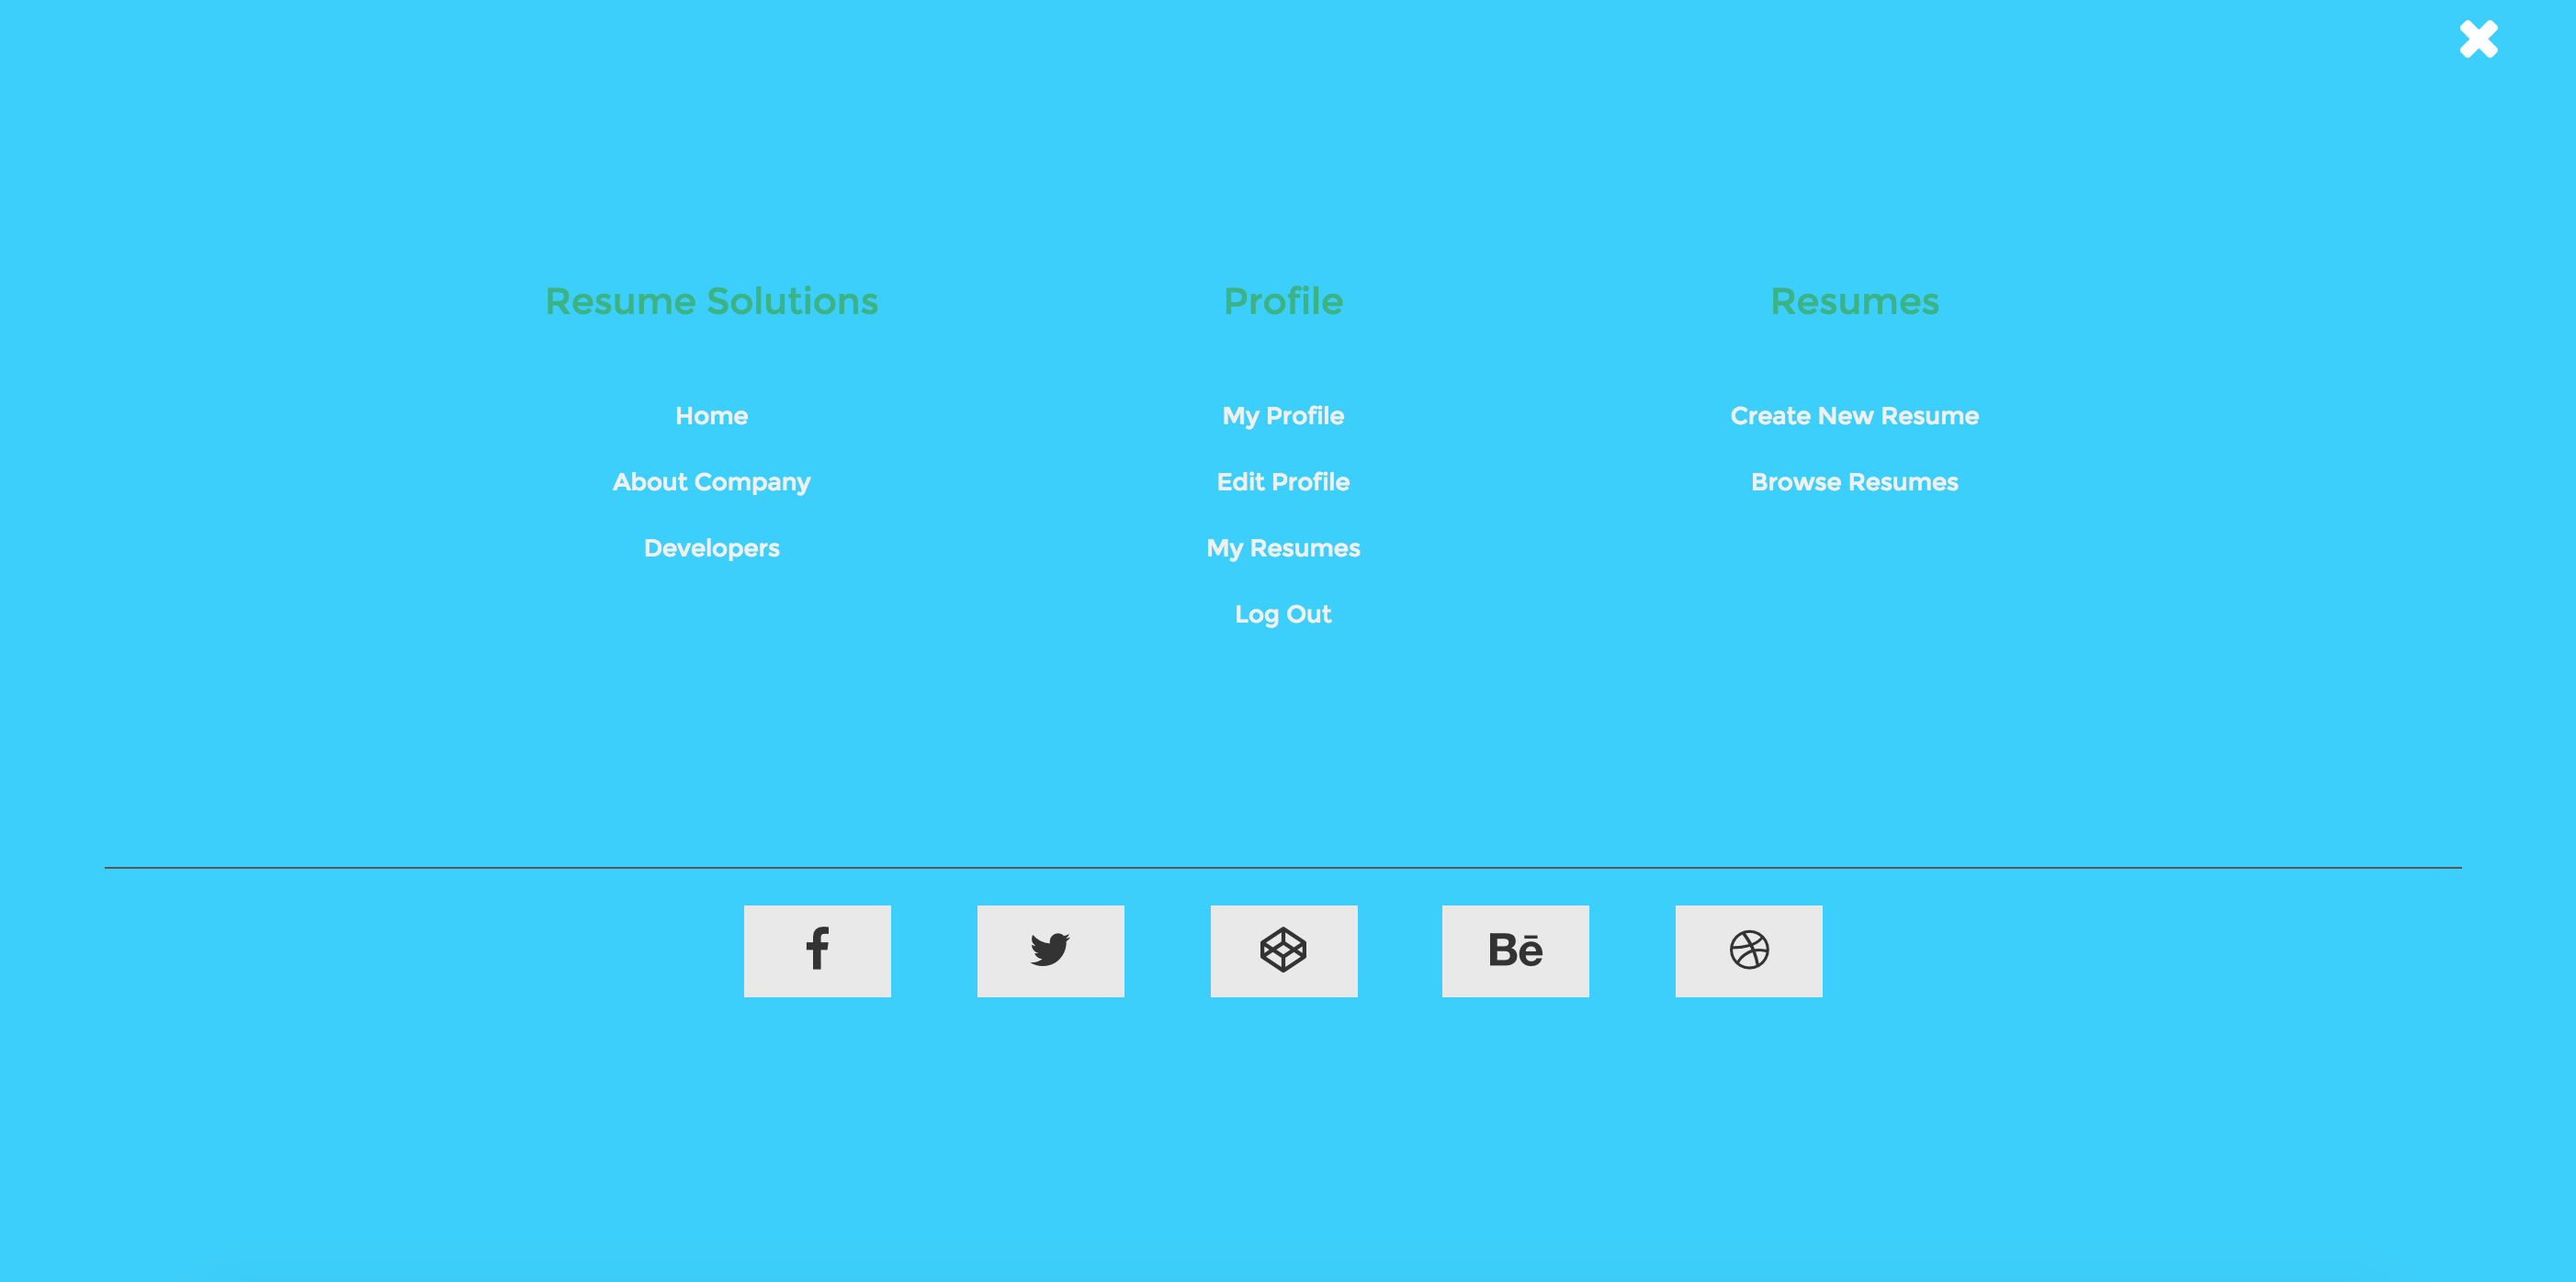 Resume Solutions
Home
About Company
Developers
Profile
My Profile
Edit Profile
My Resumes
Log Out
Resumes
Create New Resume
Browse Resumes
f
Bē